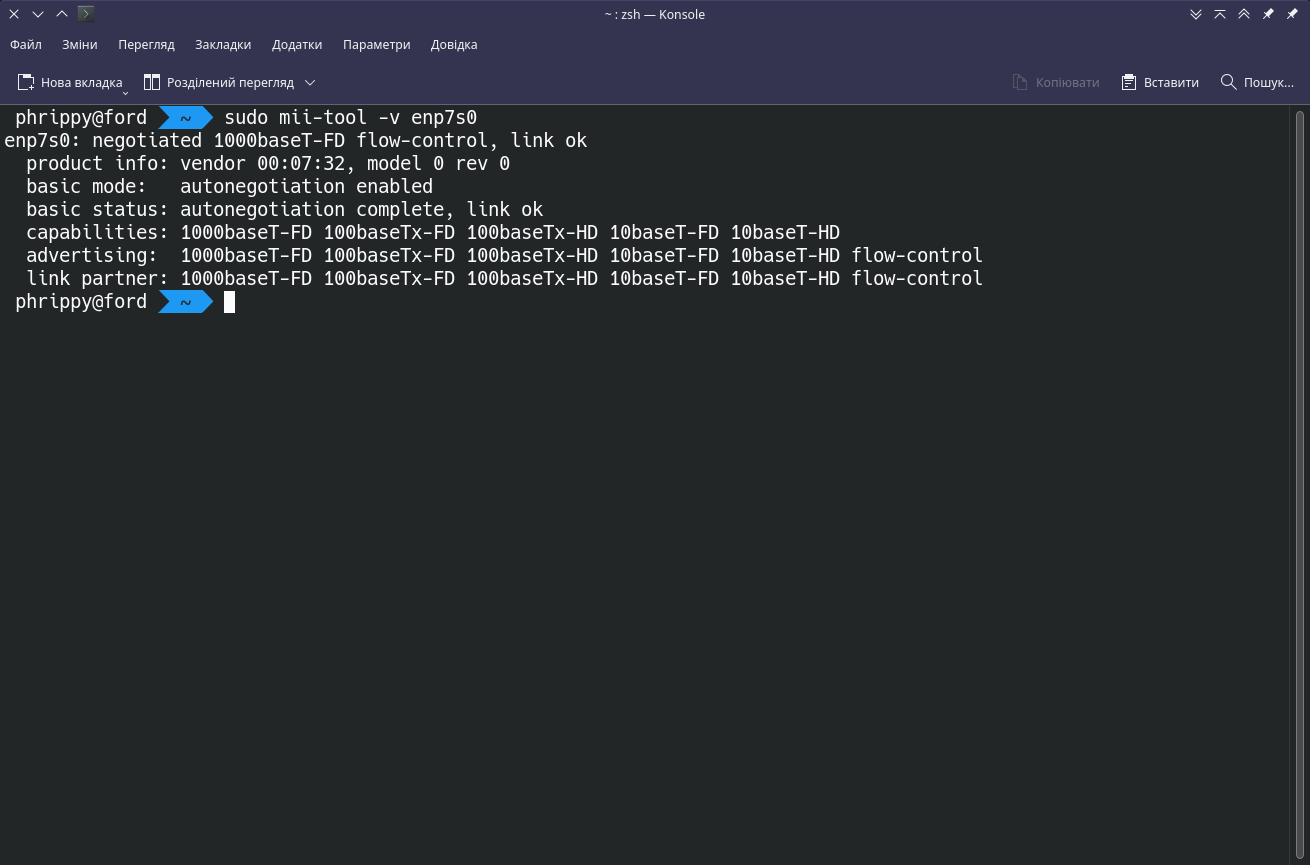 ~ : zsh — Konsole
Файл Зміни Перегляд Закладки Додатки Параметри Довідка
Нова вкладка Розділений перегляд Копіювати Вставити Пошук...
phrippy@ford ~ sudo mii-tool -v enp7s0
enp7s0: negotiated 1000baseT-FD flow-control, link ok
  product info: vendor 00:07:32, model 0 rev 0
  basic mode:   autonegotiation enabled
  basic status: autonegotiation complete, link ok
  capabilities: 1000baseT-FD 100baseTx-FD 100baseTx-HD 10baseT-FD 10baseT-HD
  advertising:  1000baseT-FD 100baseTx-FD 100baseTx-HD 10baseT-FD 10baseT-HD flow-control
  link partner: 1000baseT-FD 100baseTx-FD 100baseTx-HD 10baseT-FD 10baseT-HD flow-control
phrippy@ford ~